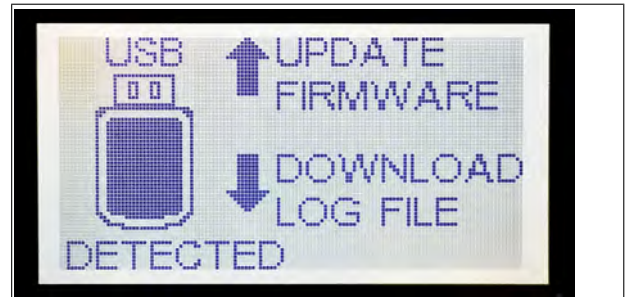 USB
UPDATE
FIRMWARE
DOWNLOAD
LOG FILE
DETECTED